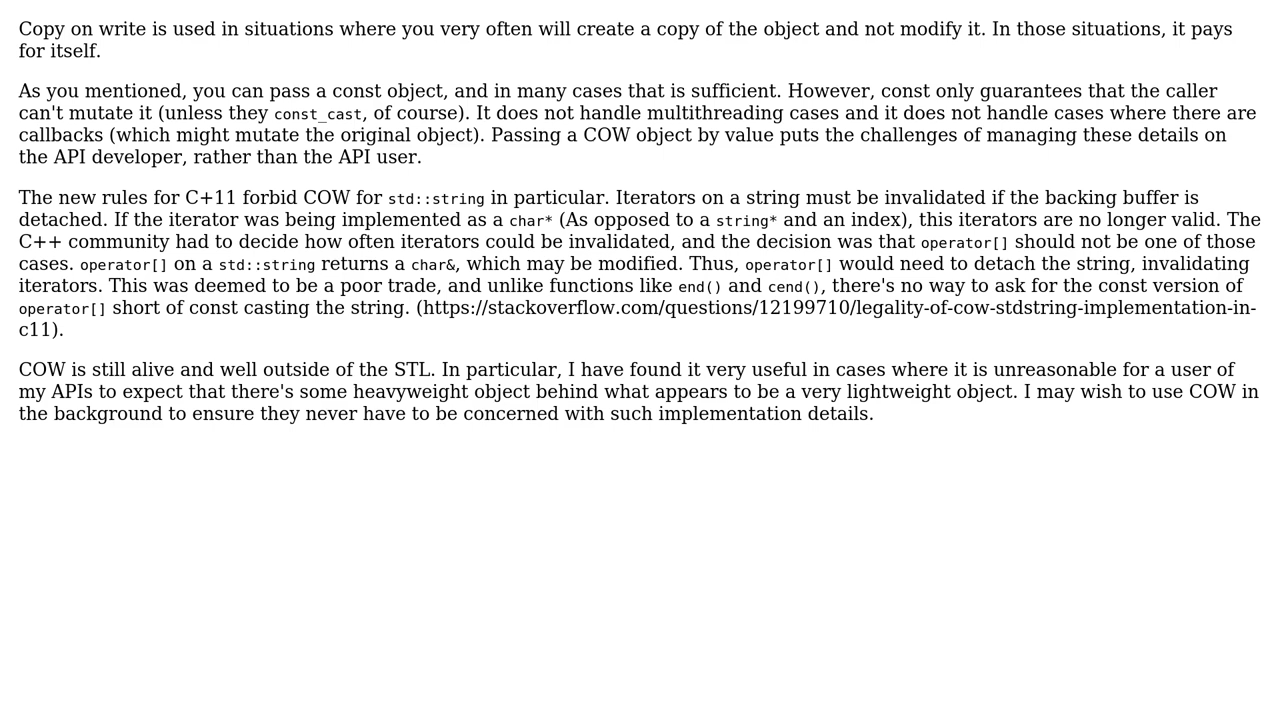 Copy on write is used in situations where you very often will create a copy of the object and not modify it. In those situations, it pays
for itself.
As you mentioned, you can pass a const object, and in many cases that is sufficient. However, const only guarantees that the caller
can't mutate it (unless they const_cast, of course). It does not handle multithreading cases and it does not handle cases where there are
callbacks (which might mutate the original object). Passing a COW object by value puts the challenges of managing these details on
the API developer, rather than the API user.
The new rules for C+11 forbid COW for std::string in particular. Iterators on a string must be invalidated if the backing buffer is
detached. If the iterator was being implemented as a char* (As opposed to a string* and an index), this iterators are no longer valid. The
C++ community had to decide how often iterators could be invalidated, and the decision was that operator[] should not be one of those
cases. operator[] on a std::string returns a char&, which may be modified. Thus, operator[] would need to detach the string, invalidating
iterators. This was deemed to be a poor trade, and unlike functions like end() and cend(), there's no way to ask for the const version of
operator[] short of const casting the string. (https://stackoverflow.com/questions/12199710/legality-of-cow-stdstring-implementation-in-
c11).
COW is still alive and well outside of the STL. In particular, I have found it very useful in cases where it is unreasonable for a user of
my APIs to expect that there's some heavyweight object behind what appears to be a very lightweight object. I may wish to use COW in
the background to ensure they never have to be concerned with such implementation details.